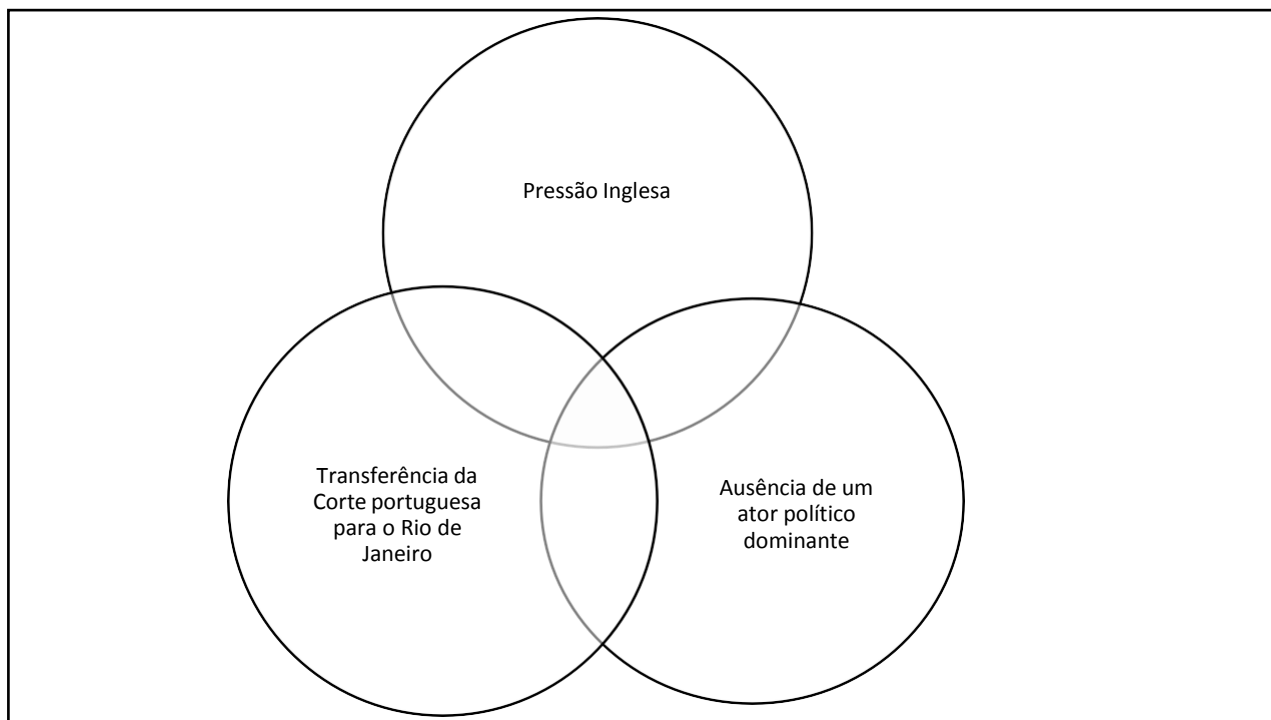 Pressão Inglesa
Transferência da
Corte portuguesa
para o Rio de
Janeiro
Ausência de um
ator político
dominante